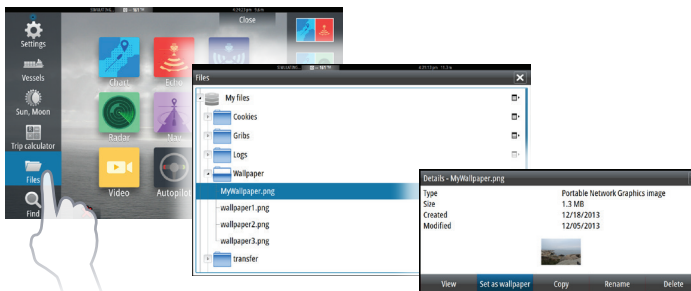 Close
Settings
Vessels
Sun, Moon
Trip calculator
Files
Find
Chart
Echo
Radar
Nav
Video
Autopilot
Files
My files
Cookies
Gribs
Logs
Wallpaper
MyWallpaper.png
wallpaper1.png
wallpaper2.png
wallpaper3.png
transfer
Details - MyWallpaper.png
Type Portable Network Graphics image
Size 1.3 MB
Created 12/18/2013
Modified 12/05/2013
View Set as wallpaper Copy Rename Delete